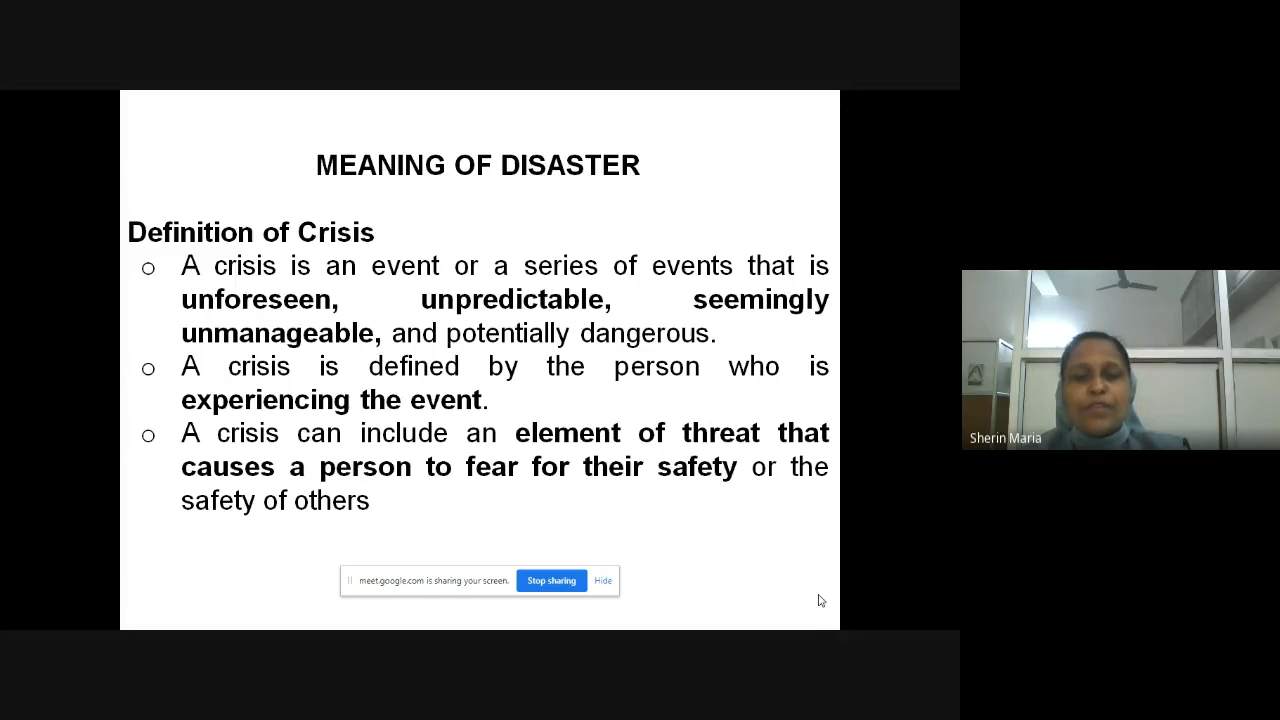 MEANING OF DISASTER
Definition of Crisis
o A crisis is an event or a series of events that is
unforeseen, unpredictable, seemingly
unmanageable, and potentially dangerous.
o A crisis is defined by the person who is
experiencing the event.
o A crisis can include an element of threat that
causes a person to fear for their safety or the
safety of others
meet.google.com is sharing your screen. Stop sharing Hide
Sherin Maria